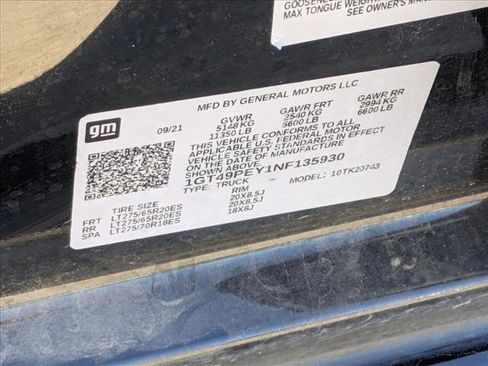 GOOSENE
MAX TONGUE WEIGHT
SEE OWNER'S MAN
gm
09/21
MFD BY GENERAL MOTORS LLC
GVWR GAWR FRT GAWR RR
5148 KG 2540 KG 2994 KG
11350 LB 5600 LB 6600 LB
THIS VEHICLE CONFORMS TO ALL
APPLICABLE U.S. FEDERAL MOTOR
VEHICLE SAFETY STANDARDS IN EFFECT
ON THE DATE OF MANUFACTURE
SHOWN ABOVE.
1GT49PEY1NF135930
TYPE: TRUCK MODEL: 10TK20743
TIRE SIZE RIM
FRT LT275/65R20ES 20X8.5J
RR LT275/65R20ES 20X8.5J
SPA LT275/70R18ES 18X8J